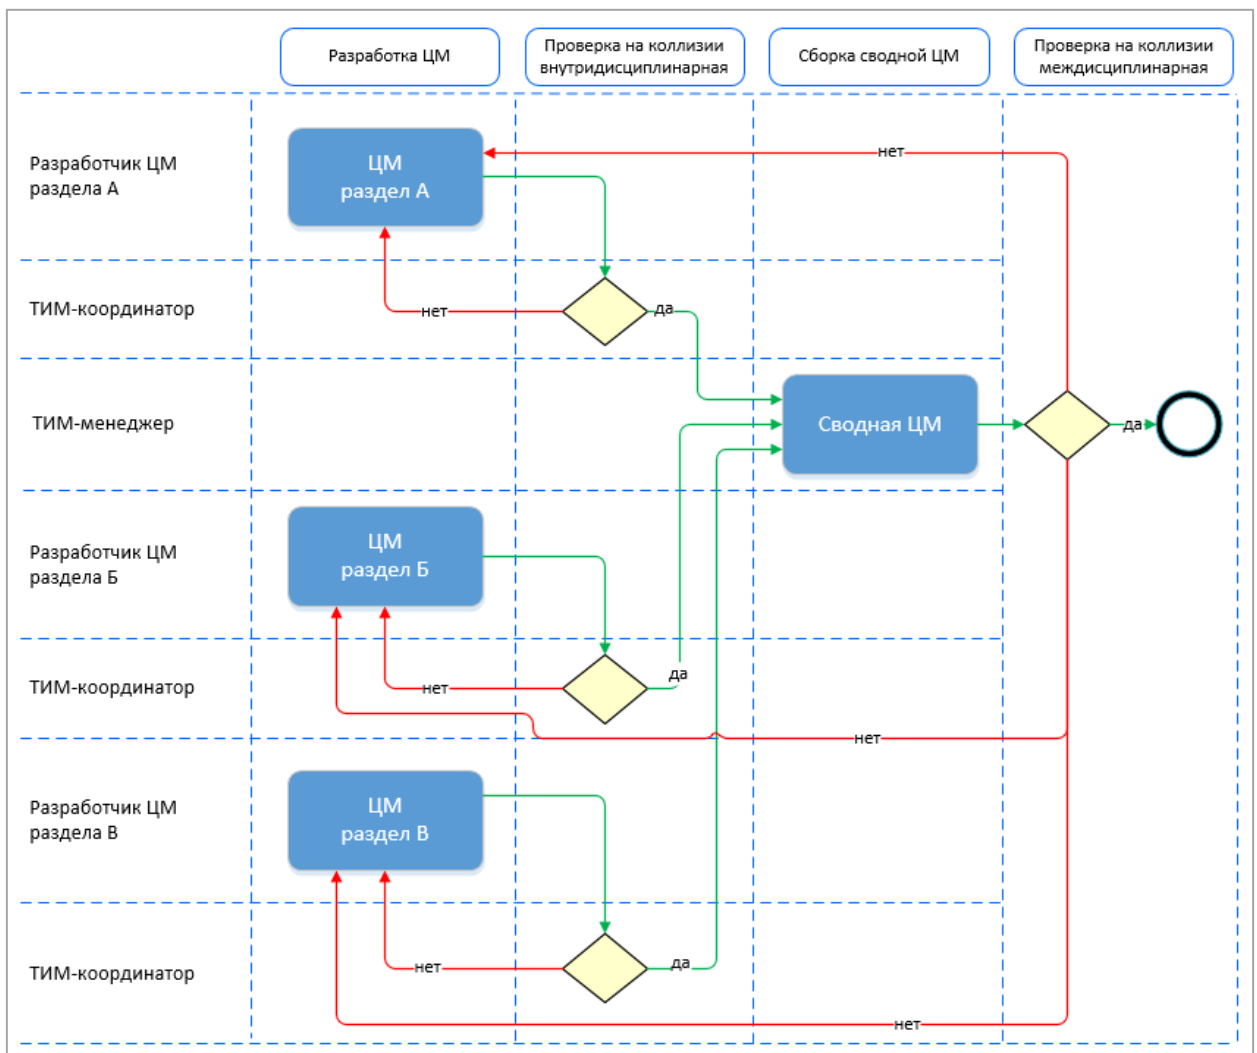 Разработка ЦМ
Проверка на коллизии
внутридисциплинарная
Сборка сводной ЦМ
Проверка на коллизии
междисциплинарная
Разработчик ЦМ
раздела А
ЦМ
раздел А
нет
ТИМ-координатор
нет
да
ТИМ-менеджер
Сводная ЦМ
да
Разработчик ЦМ
раздела Б
ЦМ
раздел Б
ТИМ-координатор
нет
да
нет
Разработчик ЦМ
раздела В
ЦМ
раздел В
ТИМ-координатор
нет
да
нет